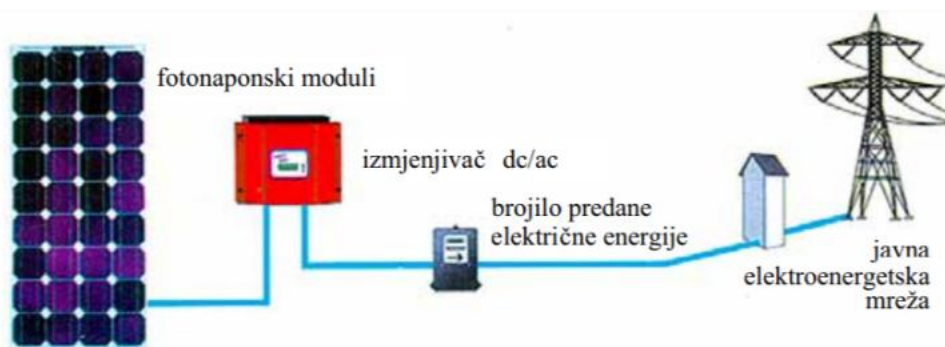 fotonaponski moduli
izmjenjivač dc/ac
brojilo predane
električne energije
javna
elektroenergetska
mreža